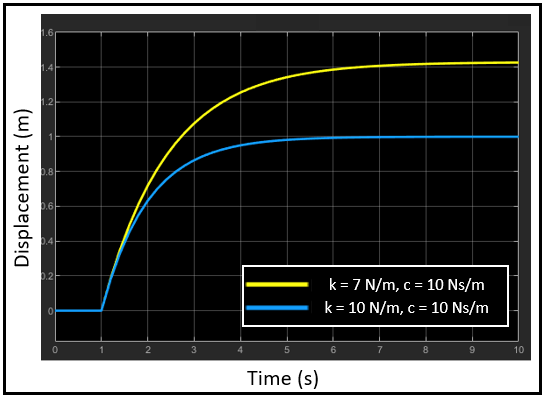 1.6
1.4
1.2
1
0.8
0.6
0.4
0.2
0
Displacement (m)
k = 7 N/m, c = 10 Ns/m
k = 10 N/m, c = 10 Ns/m
0 1 2 3 4 5 6 7 8 9 10
Time (s)